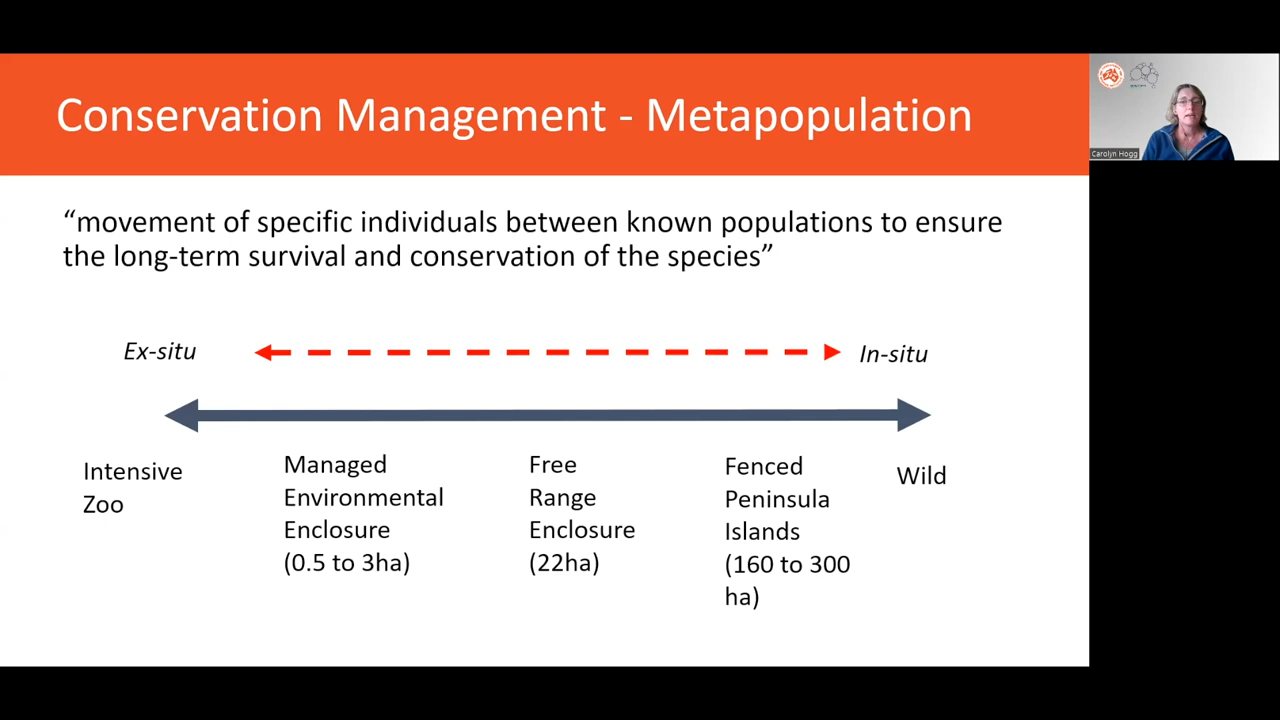 Conservation Management - Metapopulation
“movement of specific individuals between known populations to ensure
the long-term survival and conservation of the species”
Ex-situ
In-situ
Intensive
Zoo
Managed
Environmental
Enclosure
(0.5 to 3ha)
Free
Range
Enclosure
(22ha)
Fenced
Peninsula
Islands
(160 to 300
ha)
Wild
Carolyn Hogg